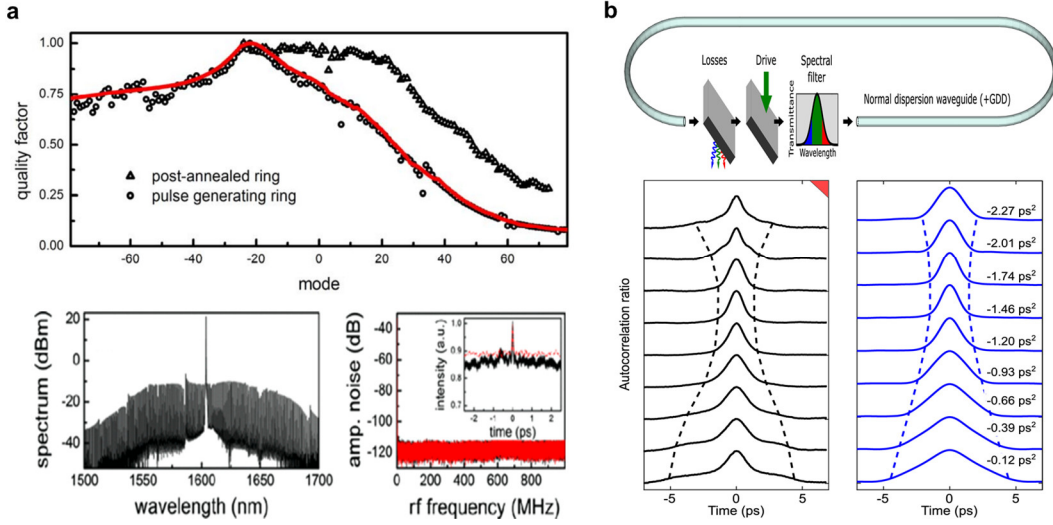 a
quality factor
1.00
0.75
0.50
0.25
0.00
post-annealed ring
pulse generating ring
-60
-40
-20
0
20
40
60
mode
spectrum (dBm)
20
0
-20
-40
1500
1550
1600
1650
1700
wavelength (nm)
amp. noise (dB)
-40
-60
-80
-100
-120
0
200
400
600
800
rf frequency (MHz)
intensity (a.u.)
1.0
0.9
0.8
0.7
-2
0
2
time (ps)
b
Losses
Drive
Spectral
filter
Transmittance
Wavelength
Normal dispersion waveguide (+GDD)
Autocorrelation ratio
-5
0
5
Time (ps)
-2.27 ps²
-2.01 ps²
-1.74 ps²
-1.46 ps²
-1.20 ps²
-0.93 ps²
-0.66 ps²
-0.39 ps²
-0.12 ps²
-5
0
5
Time (ps)